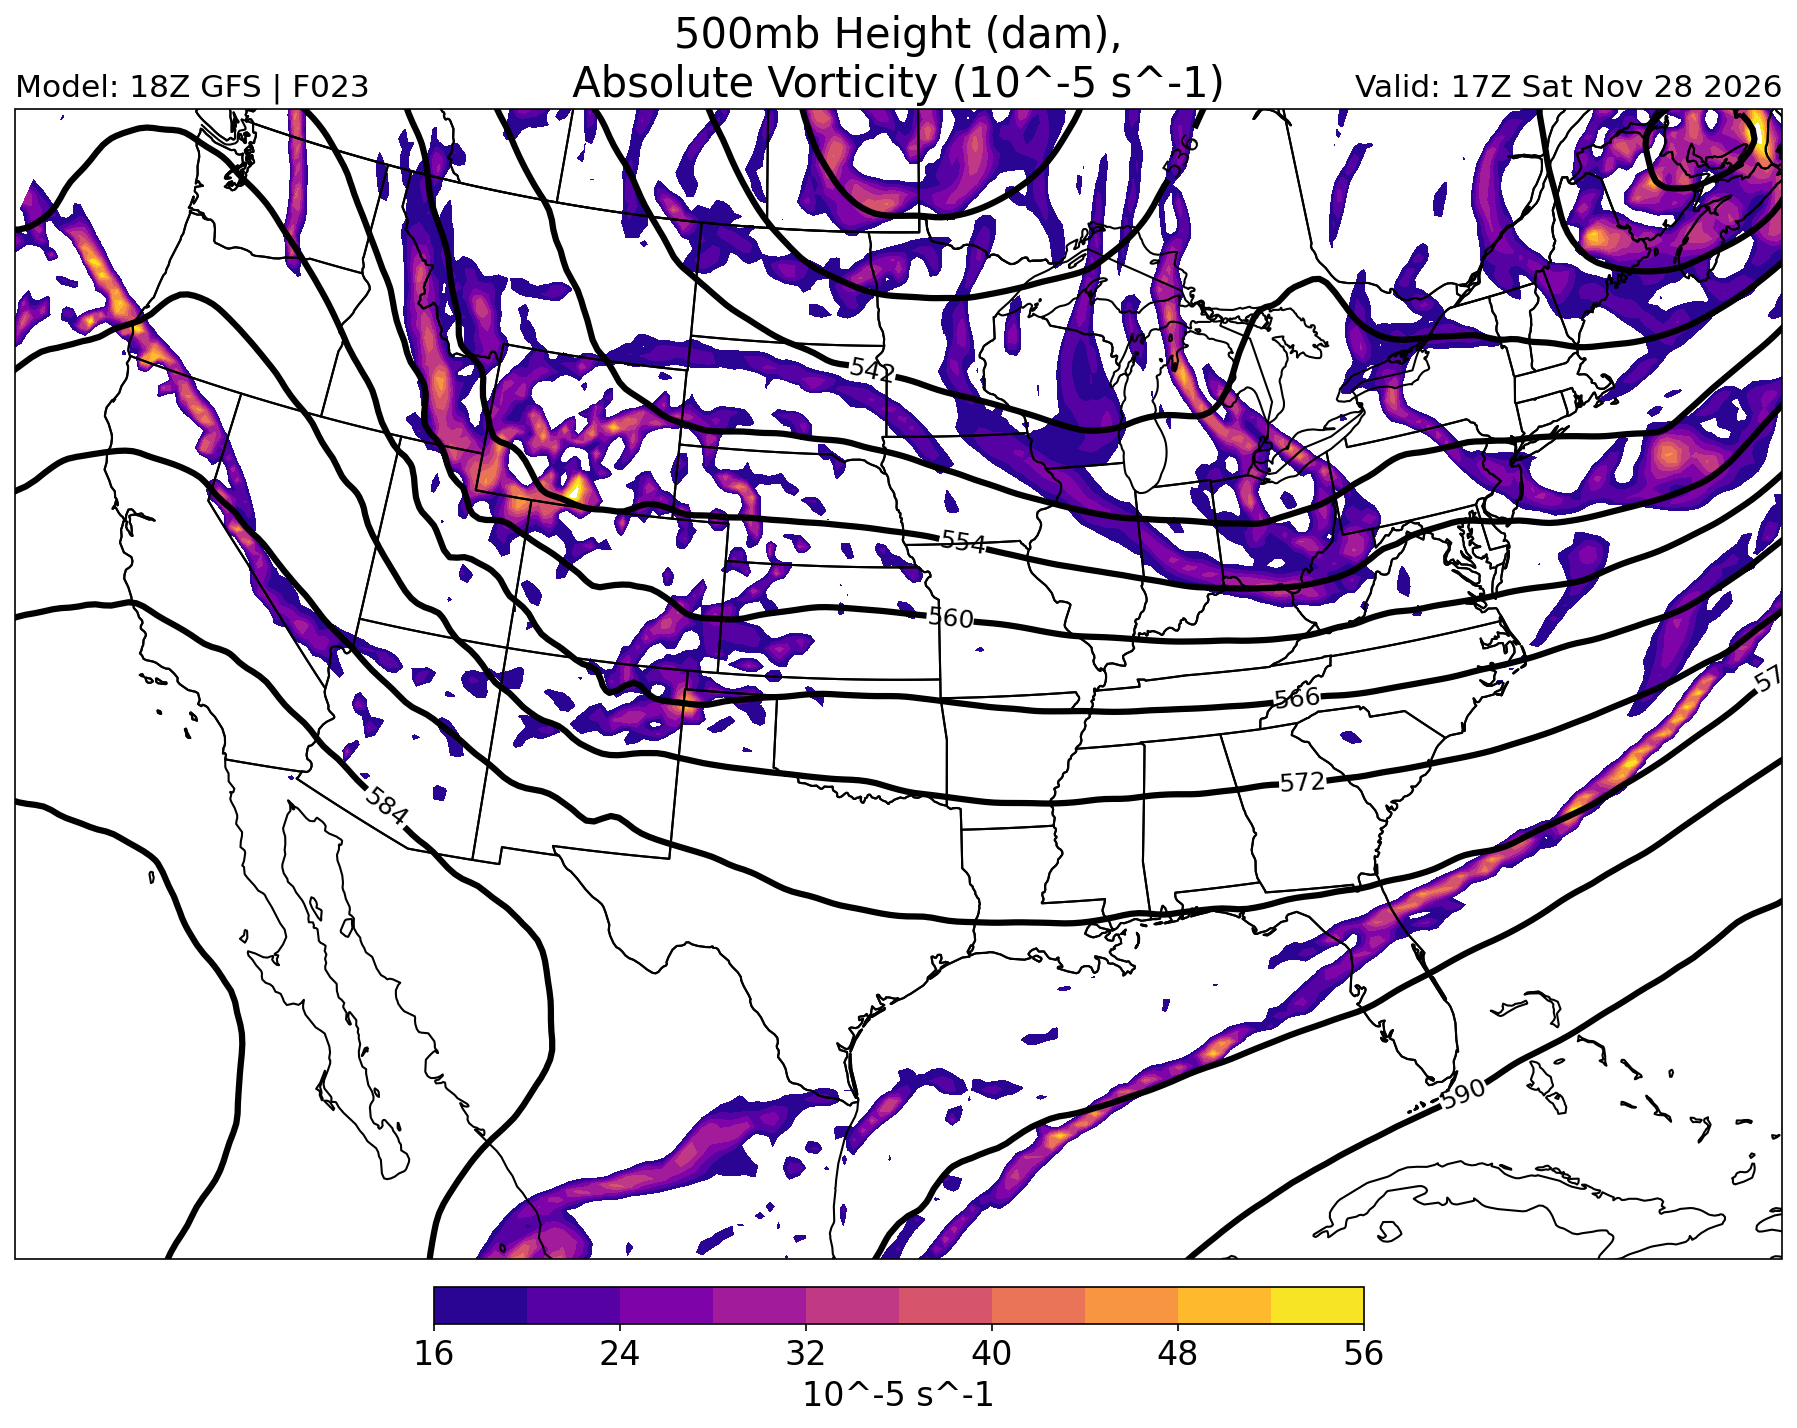 500mb Height (dam),
Model: 18Z GFS | F023
Absolute Vorticity (10^-5 s^-1)
Valid: 17Z Sat Nov 28 2026
536
542
554
560
566
57
572
584
590
16 24 32 40 48 56
10^-5 s^-1